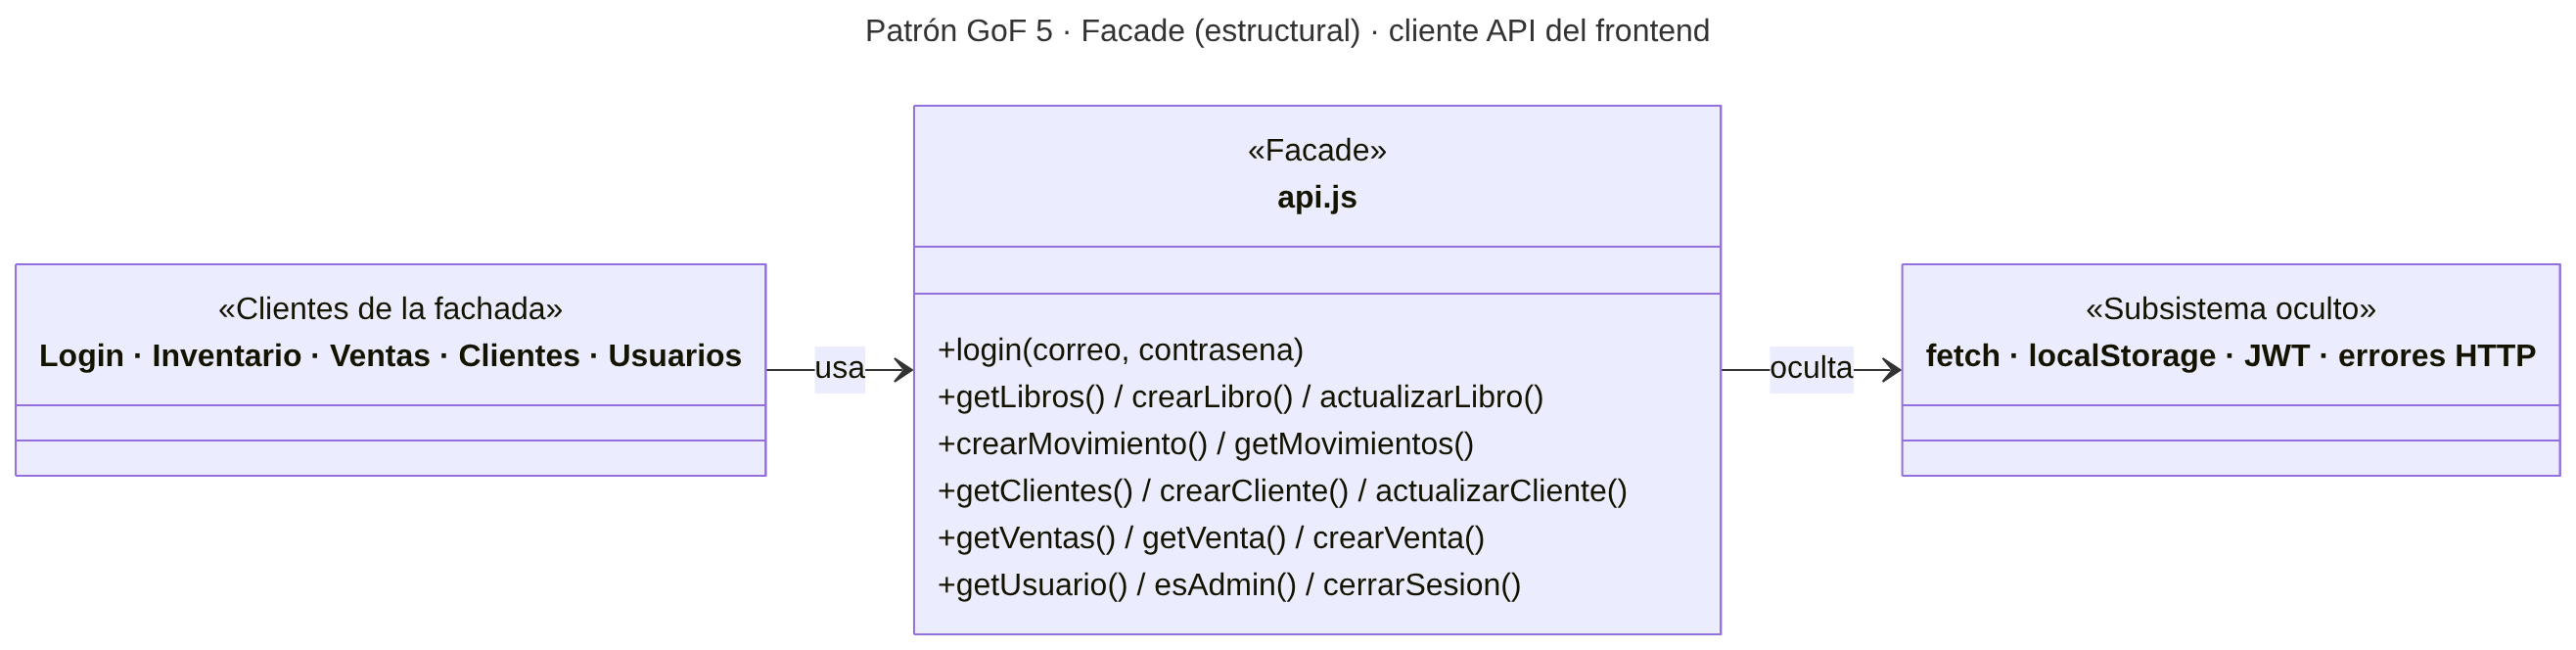 Patrón GoF 5 · Facade (estructural) · cliente API del frontend
«Clientes de la fachada»
Login · Inventario · Ventas · Clientes · Usuarios
usa
«Facade»
api.js
+login(correo, contrasena)
+getLibros() / crearLibro() / actualizarLibro()
+crearMovimiento() / getMovimientos()
+getClientes() / crearCliente() / actualizarCliente()
+getVentas() / getVenta() / crearVenta()
+getUsuario() / esAdmin() / cerrarSesion()
oculta
«Subsistema oculto»
fetch · localStorage · JWT · errores HTTP